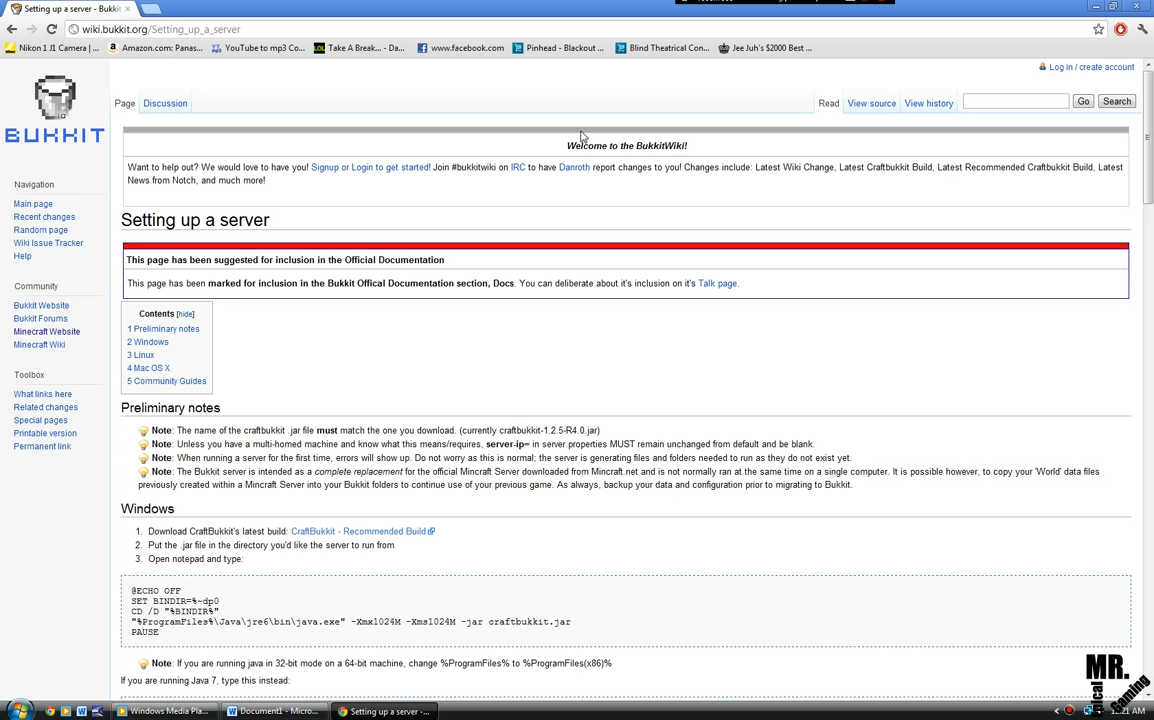 Setting up a server - Bukkit
wiki.bukkit.org/Setting_up_a_server
Nikon 1 J1 Camera |... Amazon.com: Panas... YouTube to mp3 Co... Take A Break... - Da... www.facebook.com Pinhead - Blackout ... Blind Theatrical Con... Jee Juh's $2000 Best ...
Log in / create account
Page Discussion Read View source View history Go Search
BUKKIT
Welcome to the BukkitWiki!
Want to help out? We would love to have you! Signup or Login to get started! Join #bukkitwiki on IRC to have Danroth report changes to you! Changes include: Latest Wiki Change, Latest Craftbukkit Build, Latest Recommended CraftBukkit Build, Latest
News from Notch, and much more!
Navigation
Main page
Recent changes
Random page
Wiki Issue Tracker
Help
Community
Bukkit Website
Bukkit Forums
Minecraft Website
Minecraft Wiki
Toolbox
What links here
Related changes
Special pages
Printable version
Permanent link
Setting up a server
This page has been suggested for inclusion in the Official Documentation
This page has been marked for inclusion in the Bukkit Offical Documentation section, Docs. You can deliberate about it's inclusion on it's Talk page.
Contents [hide]
1 Preliminary notes
2 Windows
3 Linux
4 Mac OS X
5 Community Guides
Preliminary notes
Note: The name of the craftbukkit .jar file must match the one you download. (currently craftbukkit-1.2.5-R4.0.jar)
Note: Unless you have a multi-homed machine and know what this means/requires, server-ip= in server.properties MUST remain unchanged from default and be blank.
Note: When running a server for the first time, errors will show up. Do not worry as this is normal; the server is generating files and folders needed to run as they do not exist yet.
Note: The Bukkit server is intended as a complete replacement for the official Mincraft Server downloaded from Mincraft.net and is not normally ran at the same time on a single computer. It is possible however, to copy your 'World' data files
previously created within a Mincraft Server into your Bukkit folders to continue use of your previous game. As always, backup your data and configuration prior to migrating to Bukkit.
Windows
1. Download CraftBukkit's latest build: CraftBukkit - Recommended Build
2. Put the .jar file in the directory you'd like the server to run from
3. Open notepad and type:
@ECHO OFF
SET BINDIR=%~dp0
CD /D "%BINDIR%"
"%ProgramFiles%\Java\jre6\bin\java.exe" -Xmx1024M -Xms1024M -jar craftbukkit.jar
PAUSE
Note: If you are running java in 32-bit mode on a 64-bit machine, change %ProgramFiles% to %ProgramFiles(x86)%
If you are running Java 7, type this instead:
MR.
Gaming
Windows Media Pla... Document1 - Micro... Setting up a server -...